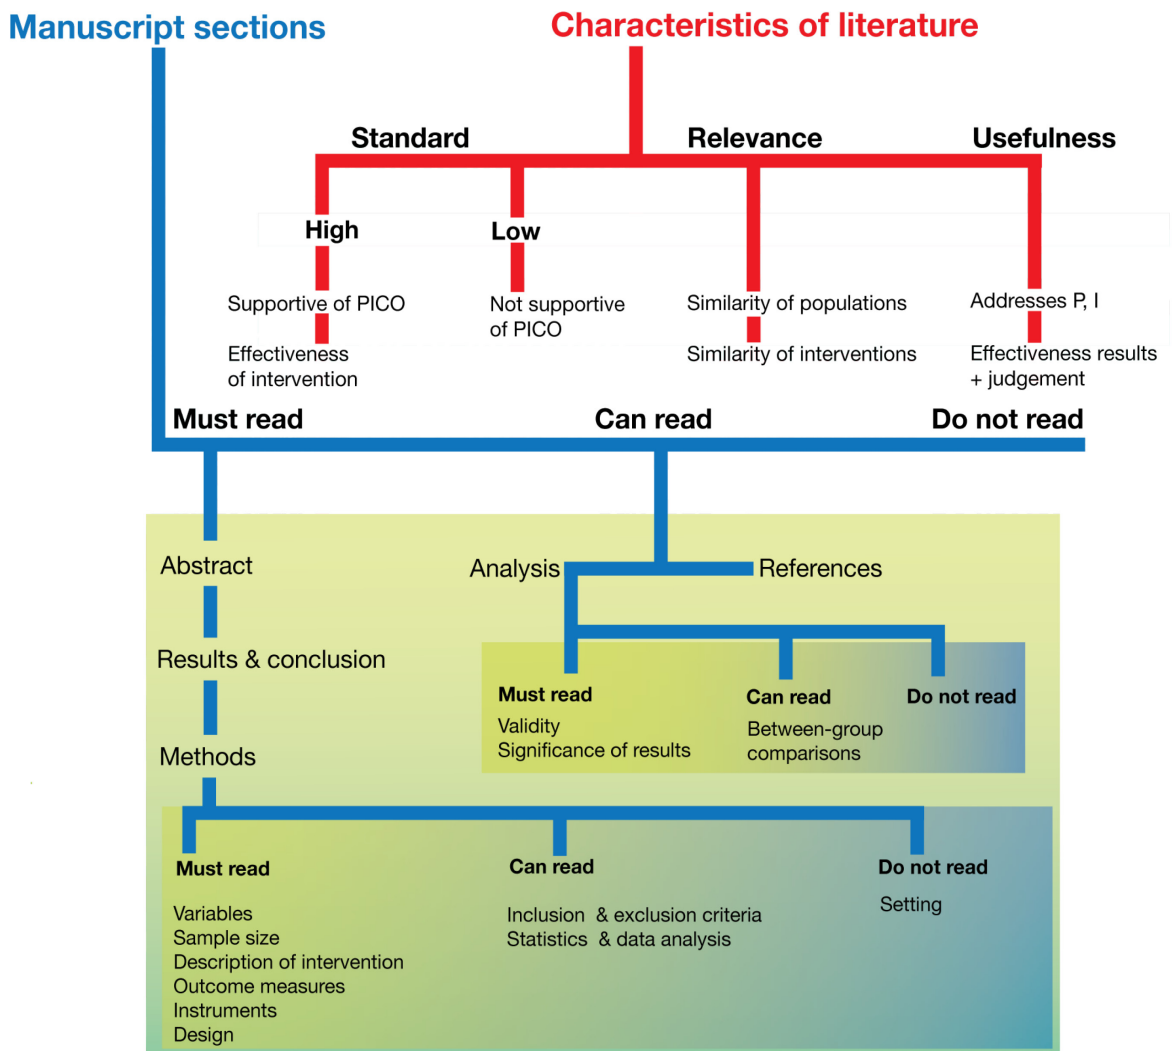 Manuscript sections
Characteristics of literature
Standard
Relevance
Usefulness
High
Low
Supportive of PICO
Effectiveness
of intervention
Not supportive
of PICO
Similarity of populations
Similarity of interventions
Addresses P, I
Effectiveness results
+ judgement
Must read
Can read
Do not read
Abstract
Results & conclusion
Methods
Analysis
References
Must read
Validity
Significance of results
Can read
Between-group
comparisons
Do not read
Must read
Variables
Sample size
Description of intervention
Outcome measures
Instruments
Design
Can read
Inclusion & exclusion criteria
Statistics & data analysis
Do not read
Setting